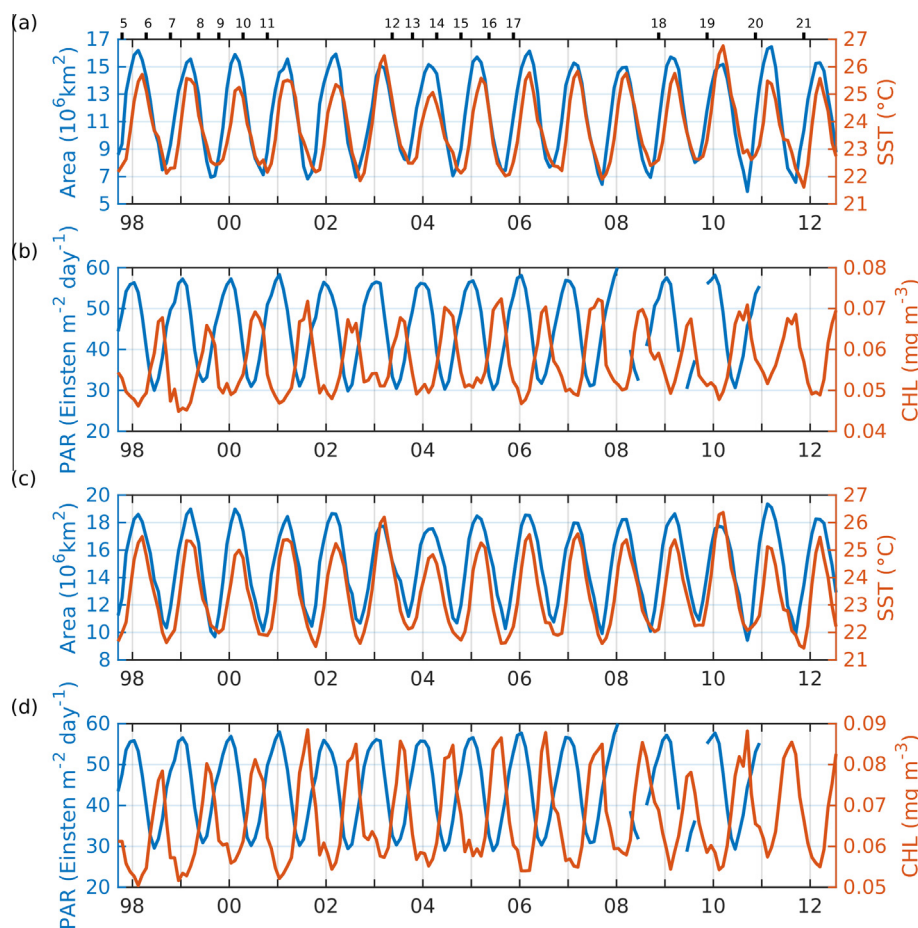 (a)
5 6 7 8 9 10 11 12 13 14 15 16 17 18 19 20 21
Area (10⁶km²)
17
15
13
11
9
7
5
27
26
25
24
23
22
21
SST (°C)
98 00 02 04 06 08 10 12
(b)
PAR (Einsten m⁻² day⁻¹)
60
50
40
30
20
0.08
0.07
0.06
0.05
0.04
CHL (mg m⁻³)
98 00 02 04 06 08 10 12
(c)
Area (10⁶km²)
20
18
16
14
12
10
8
27
26
25
24
23
22
21
SST (°C)
98 00 02 04 06 08 10 12
(d)
PAR (Einsten m⁻² day⁻¹)
60
50
40
30
20
0.09
0.08
0.07
0.06
0.05
CHL (mg m⁻³)
98 00 02 04 06 08 10 12